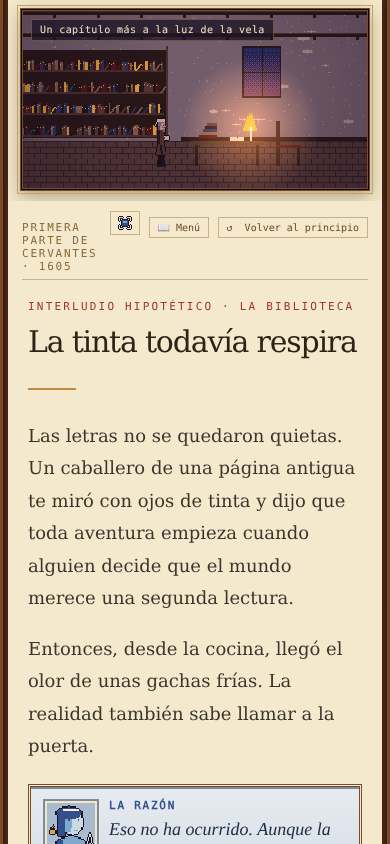 Un capítulo más a la luz de la vela
PRIMERA
PARTE DE
CERVANTES
· 1605
📖 Menú
↺ Volver al principio
INTERLUDIO HIPOTÉTICO · LA BIBLIOTECA
La tinta todavía respira
Las letras no se quedaron quietas.
Un caballero de una página antigua
te miró con ojos de tinta y dijo que
toda aventura empieza cuando
alguien decide que el mundo
merece una segunda lectura.
Entonces, desde la cocina, llegó el
olor de unas gachas frías. La
realidad también sabe llamar a la
puerta.
LA RAZÓN
Eso no ha ocurrido. Aunque la